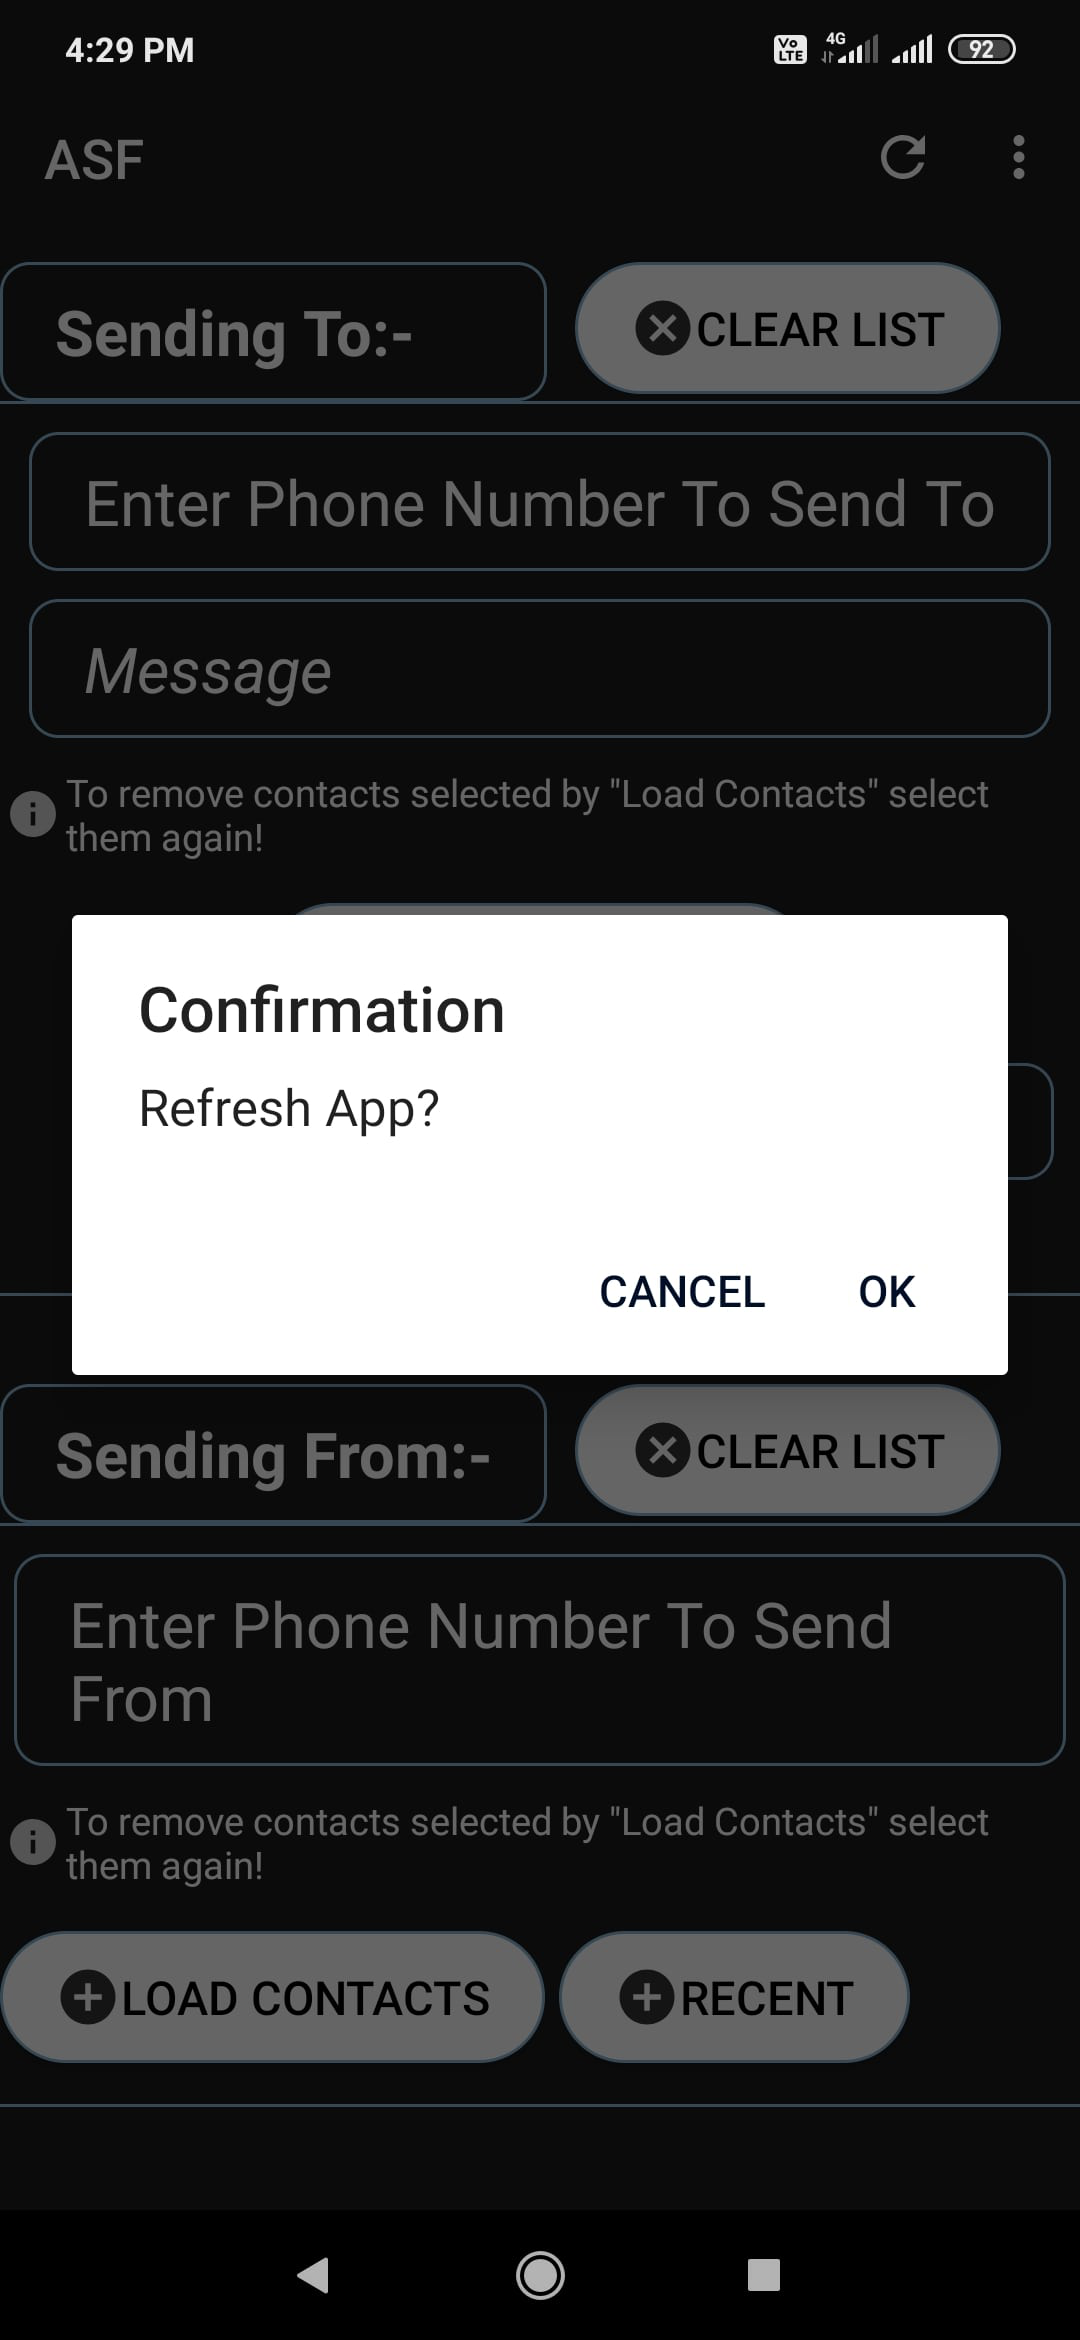 4:29 PM
Vo LTE 4G 92
ASF
Sending To:-
CLEAR LIST
Enter Phone Number To Send To
Message
To remove contacts selected by "Load Contacts" select
them again!
Confirmation
Refresh App?
CANCEL OK
Sending From:-
CLEAR LIST
Enter Phone Number To Send
From
To remove contacts selected by "Load Contacts" select
them again!
LOAD CONTACTS
RECENT